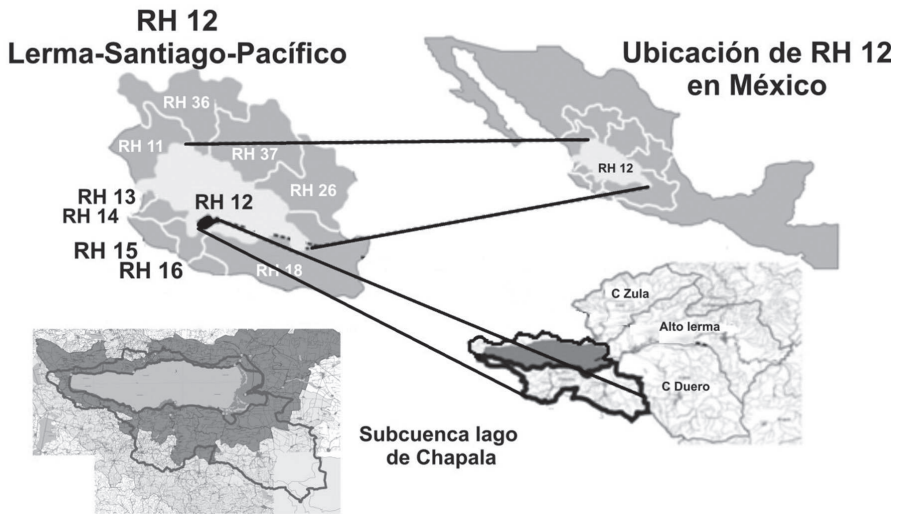 RH 12
Lerma-Santiago-Pacífico
Ubicación de RH 12
en México
RH 36
RH 11
RH 37
RH 12
RH 26
RH 13
RH 12
RH 14
RH 15
RH 16
RH 18
C Zula
Alto lerma
C Duero
Subcuenca lago
de Chapala